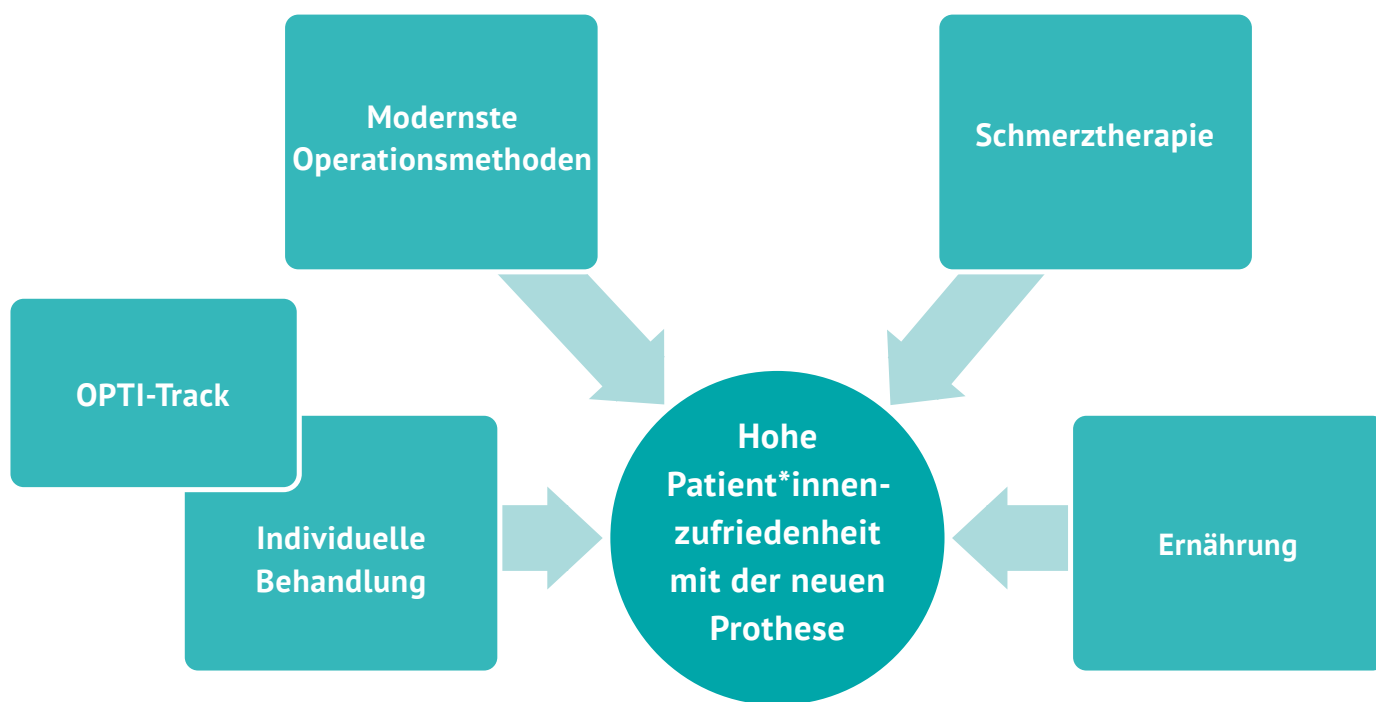 Modernste
Operationsmethoden
Schmerztherapie
OPTI-Track
Individuelle
Behandlung
Hohe
Patient*innen-
zufriedenheit
mit der neuen
Prothese
Ernährung